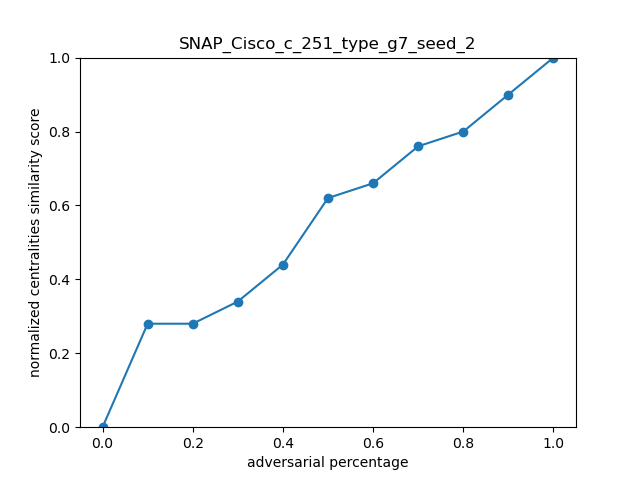 SNAP_Cisco_c_251_type_g7_seed_2
normalized centralities similarity score
1.0
0.8
0.6
0.4
0.2
0.0
0.0 0.2 0.4 0.6 0.8 1.0
adversarial percentage